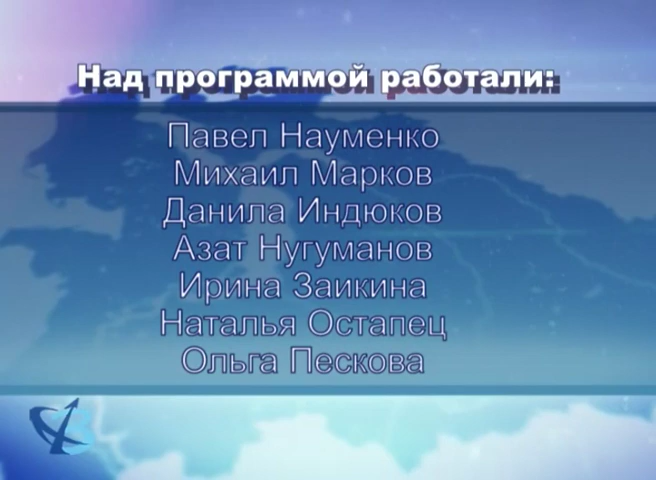 Над программой работали:
Павел Науменко
Михаил Марков
Данила Индюков
Азат Нугуманов
Ирина Заикина
Наталья Остапец
Ольга Пескова